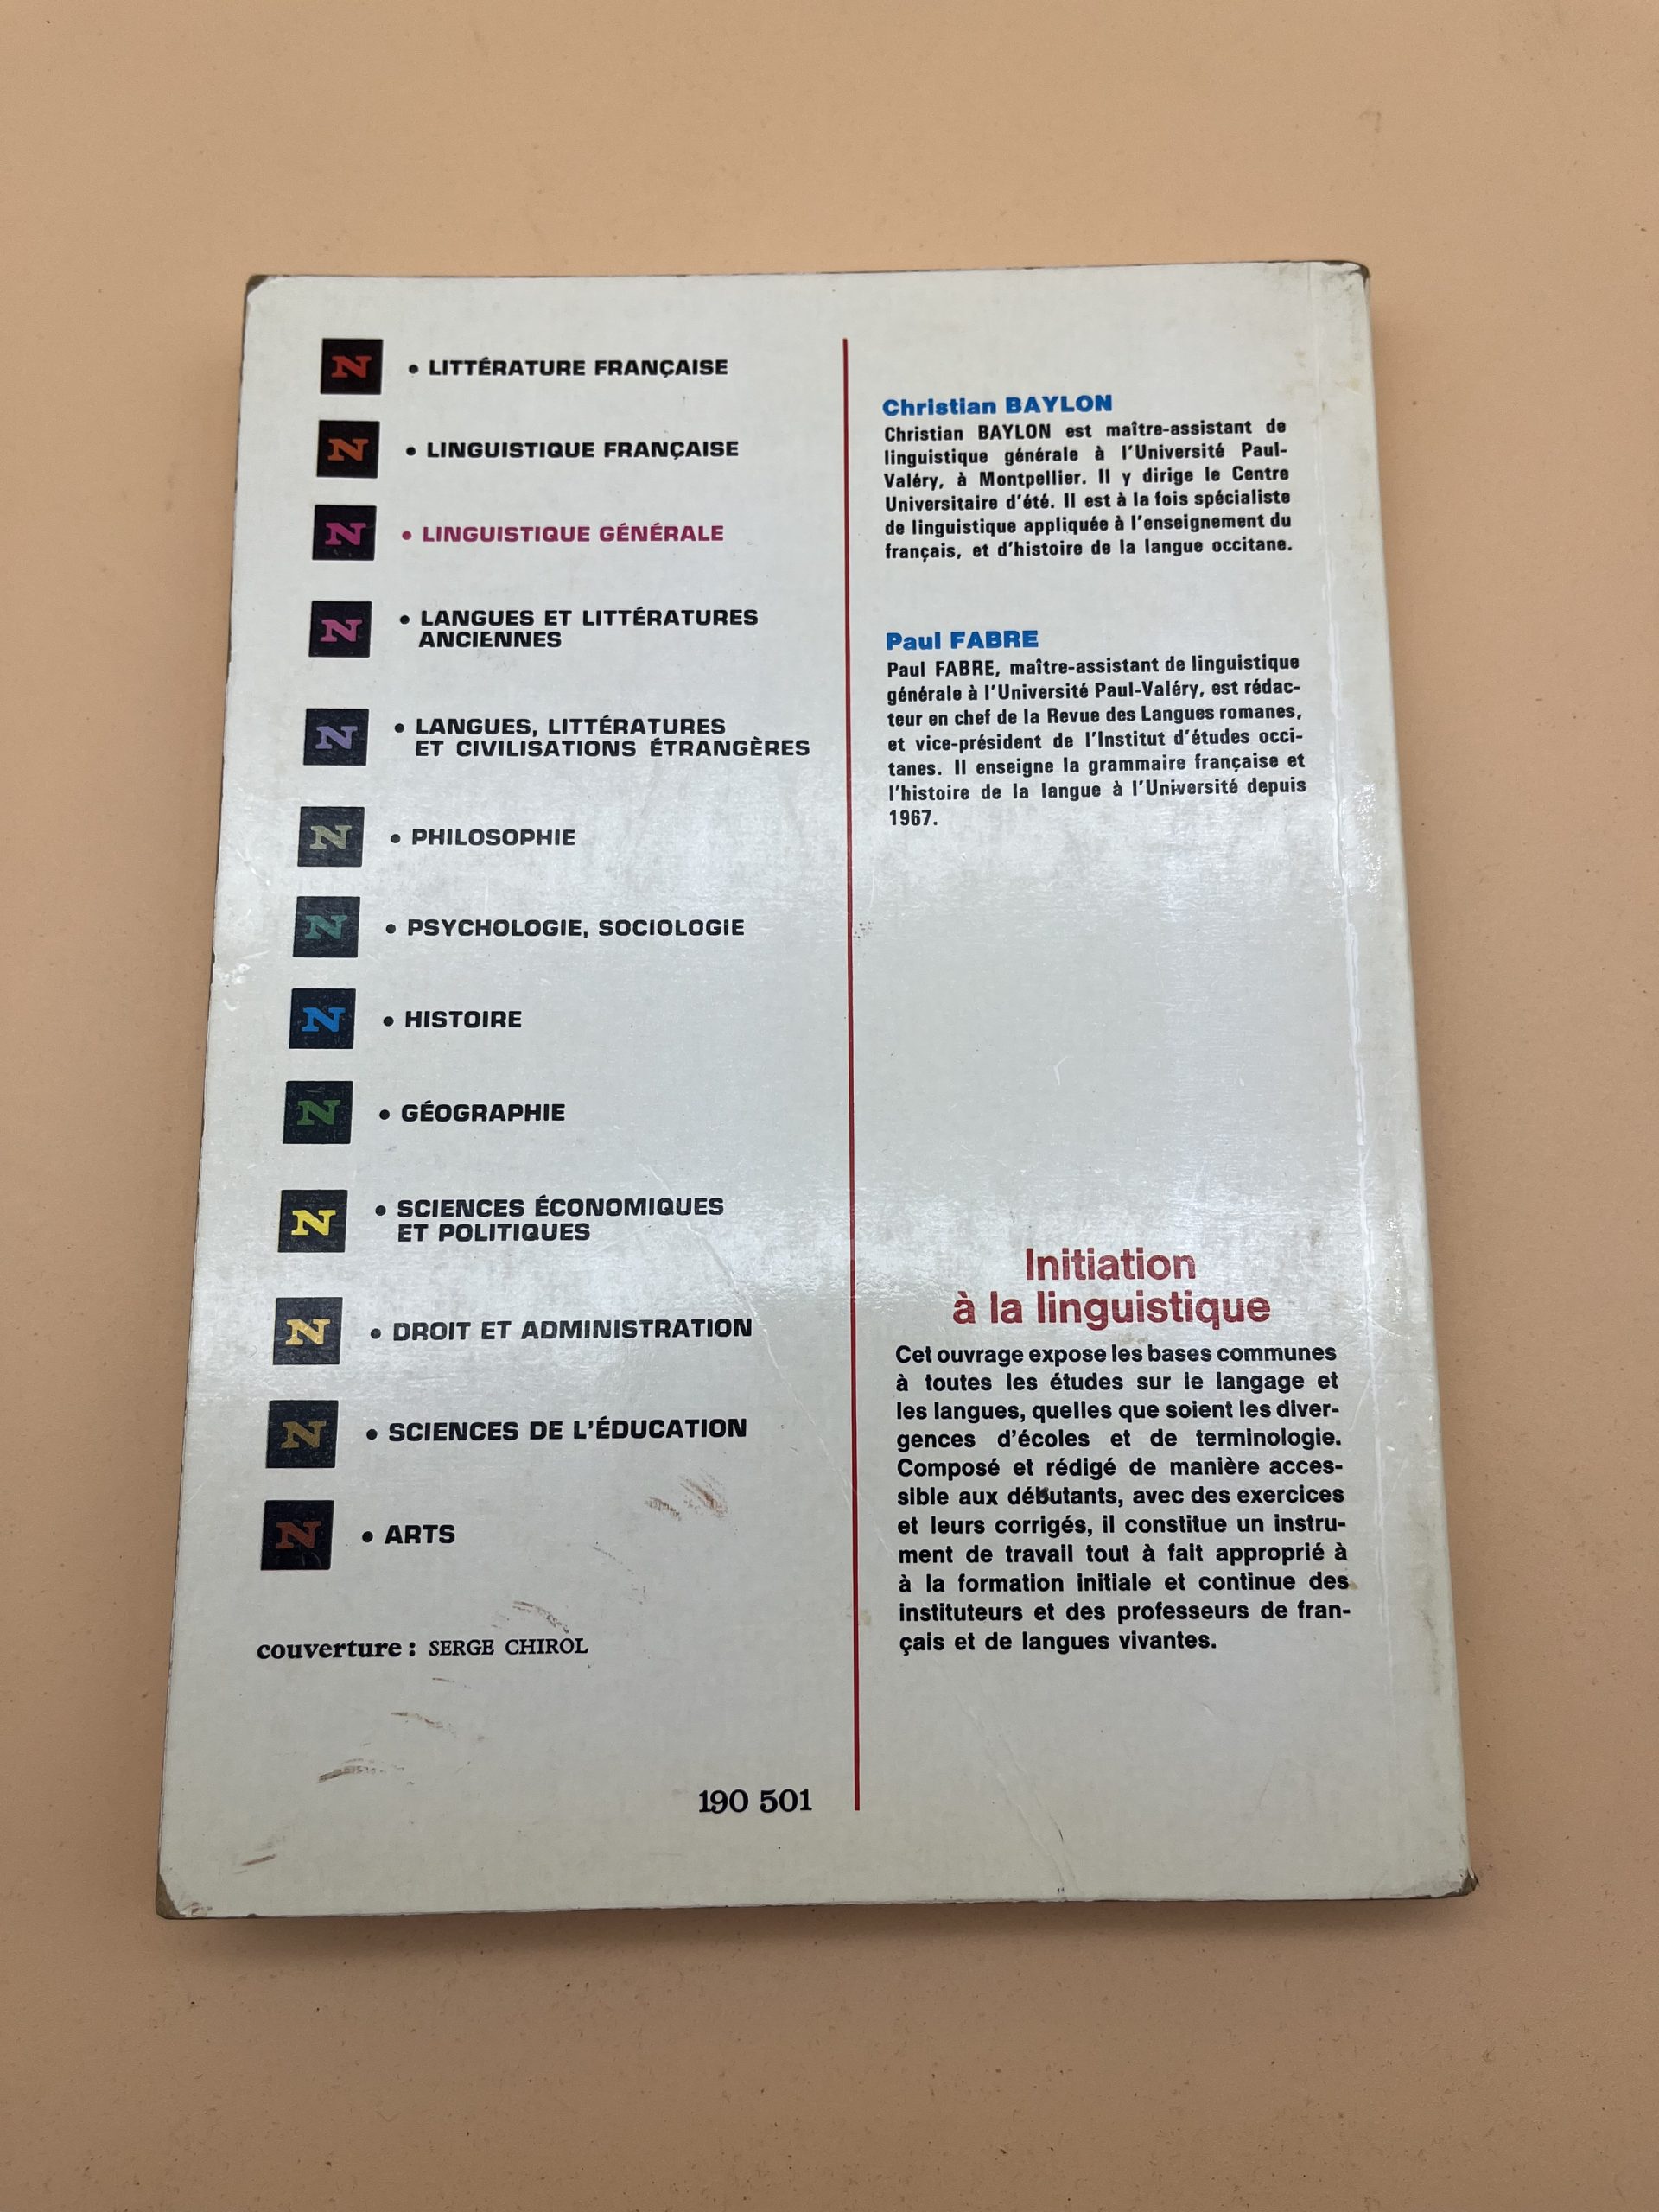 N • LITTÉRATURE FRANÇAISE
N • LINGUISTIQUE FRANÇAISE
N • LINGUISTIQUE GÉNÉRALE
N • LANGUES ET LITTÉRATURES
ANCIENNES
N • LANGUES, LITTÉRATURES
ET CIVILISATIONS ÉTRANGÈRES
N • PHILOSOPHIE
N • PSYCHOLOGIE, SOCIOLOGIE
N • HISTOIRE
N • GÉOGRAPHIE
N • SCIENCES ÉCONOMIQUES
ET POLITIQUES
N • DROIT ET ADMINISTRATION
N • SCIENCES DE L'ÉDUCATION
N • ARTS
couverture : SERGE CHIROL
190 501
Christian BAYLON
Christian BAYLON est maître-assistant de
linguistique générale à l'Université Paul-
Valéry, à Montpellier. Il y dirige le Centre
Universitaire d'été. Il est à la fois spécialiste
de linguistique appliquée à l'enseignement du
français, et d'histoire de la langue occitane.
Paul FABRE
Paul FABRE, maître-assistant de linguistique
générale à l'Université Paul-Valéry, est rédac-
teur en chef de la Revue des Langues romanes,
et vice-président de l'Institut d'études occi-
tanes. Il enseigne la grammaire française et
l'histoire de la langue à l'Université depuis
1967.
Initiation
à la linguistique
Cet ouvrage expose les bases communes
à toutes les études sur le langage et
les langues, quelles que soient les diver-
gences d'écoles et de terminologie.
Composé et rédigé de manière acces-
sible aux débutants, avec des exercices
et leurs corrigés, il constitue un instru-
ment de travail tout à fait approprié à
à la formation initiale et continue des
instituteurs et des professeurs de fran-
çais et de langues vivantes.